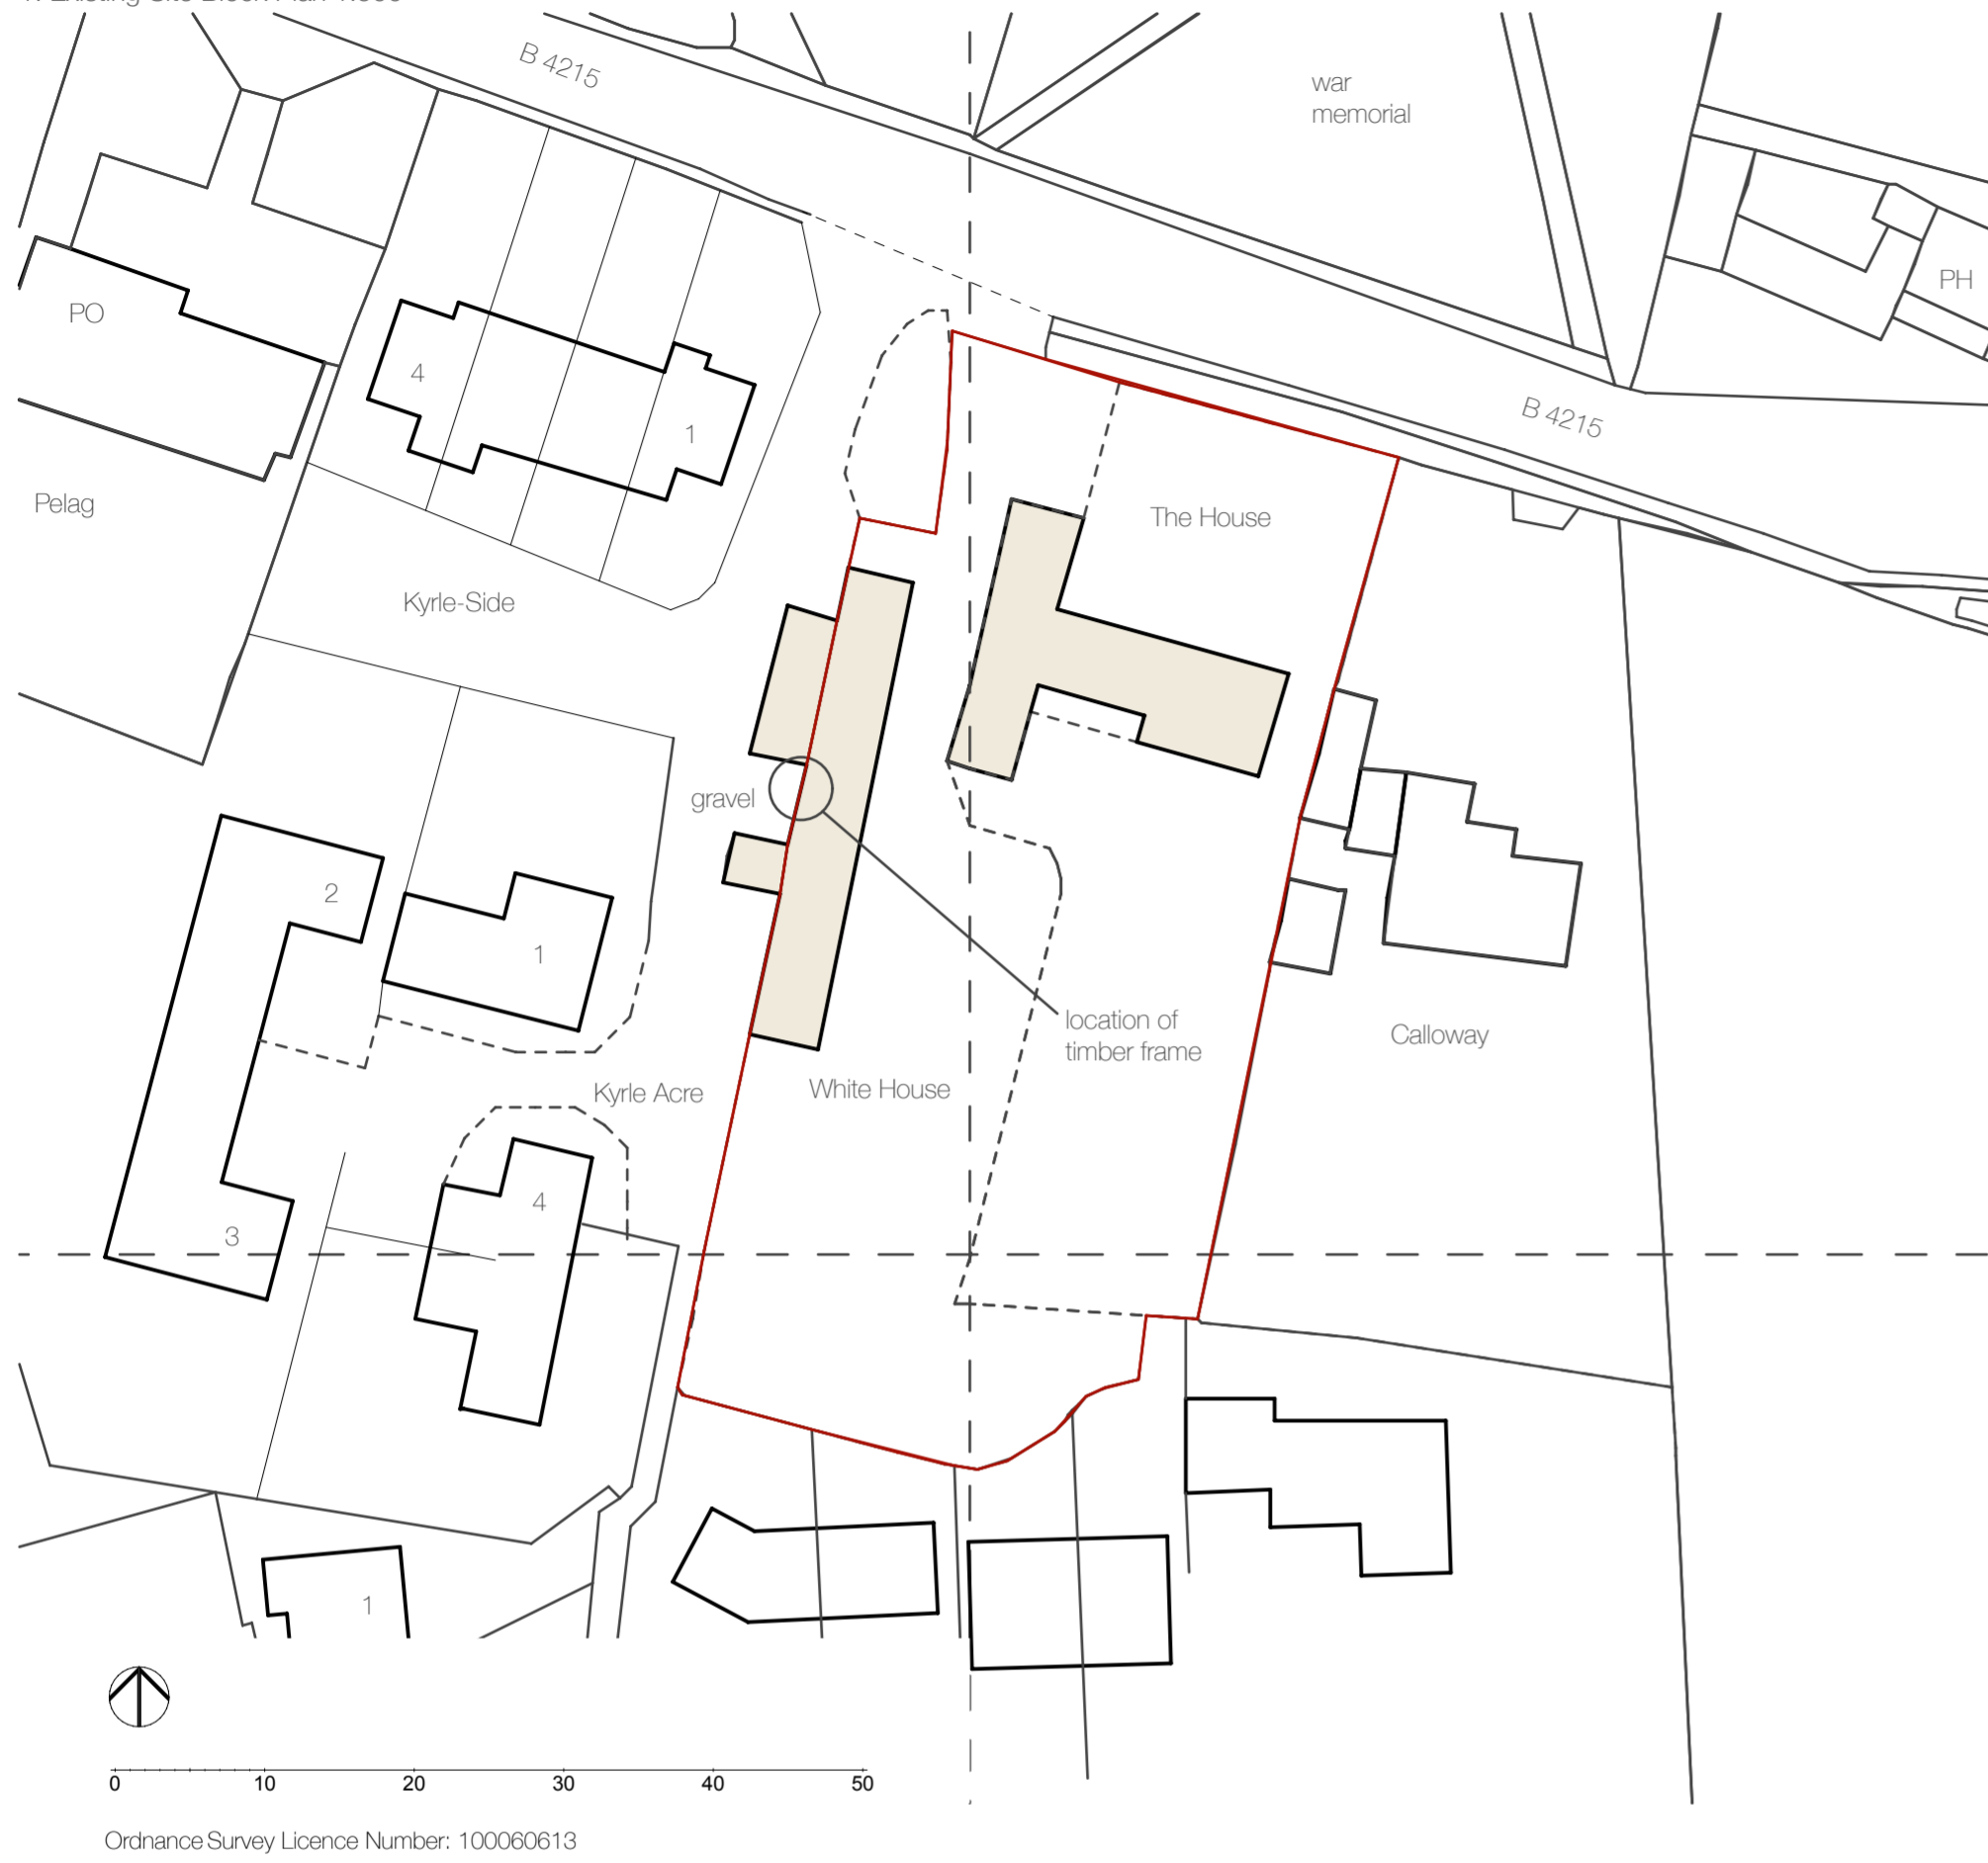 B 4215
war
memorial
PH
PO
4
1
B 4215
Pelag
The House
Kyrle-Side
gravel
2
1
location of
timber frame
Calloway
White House
Kyrle Acre
4
3
1
0 10 20 30 40 50
Ordnance Survey Licence Number: 100060613